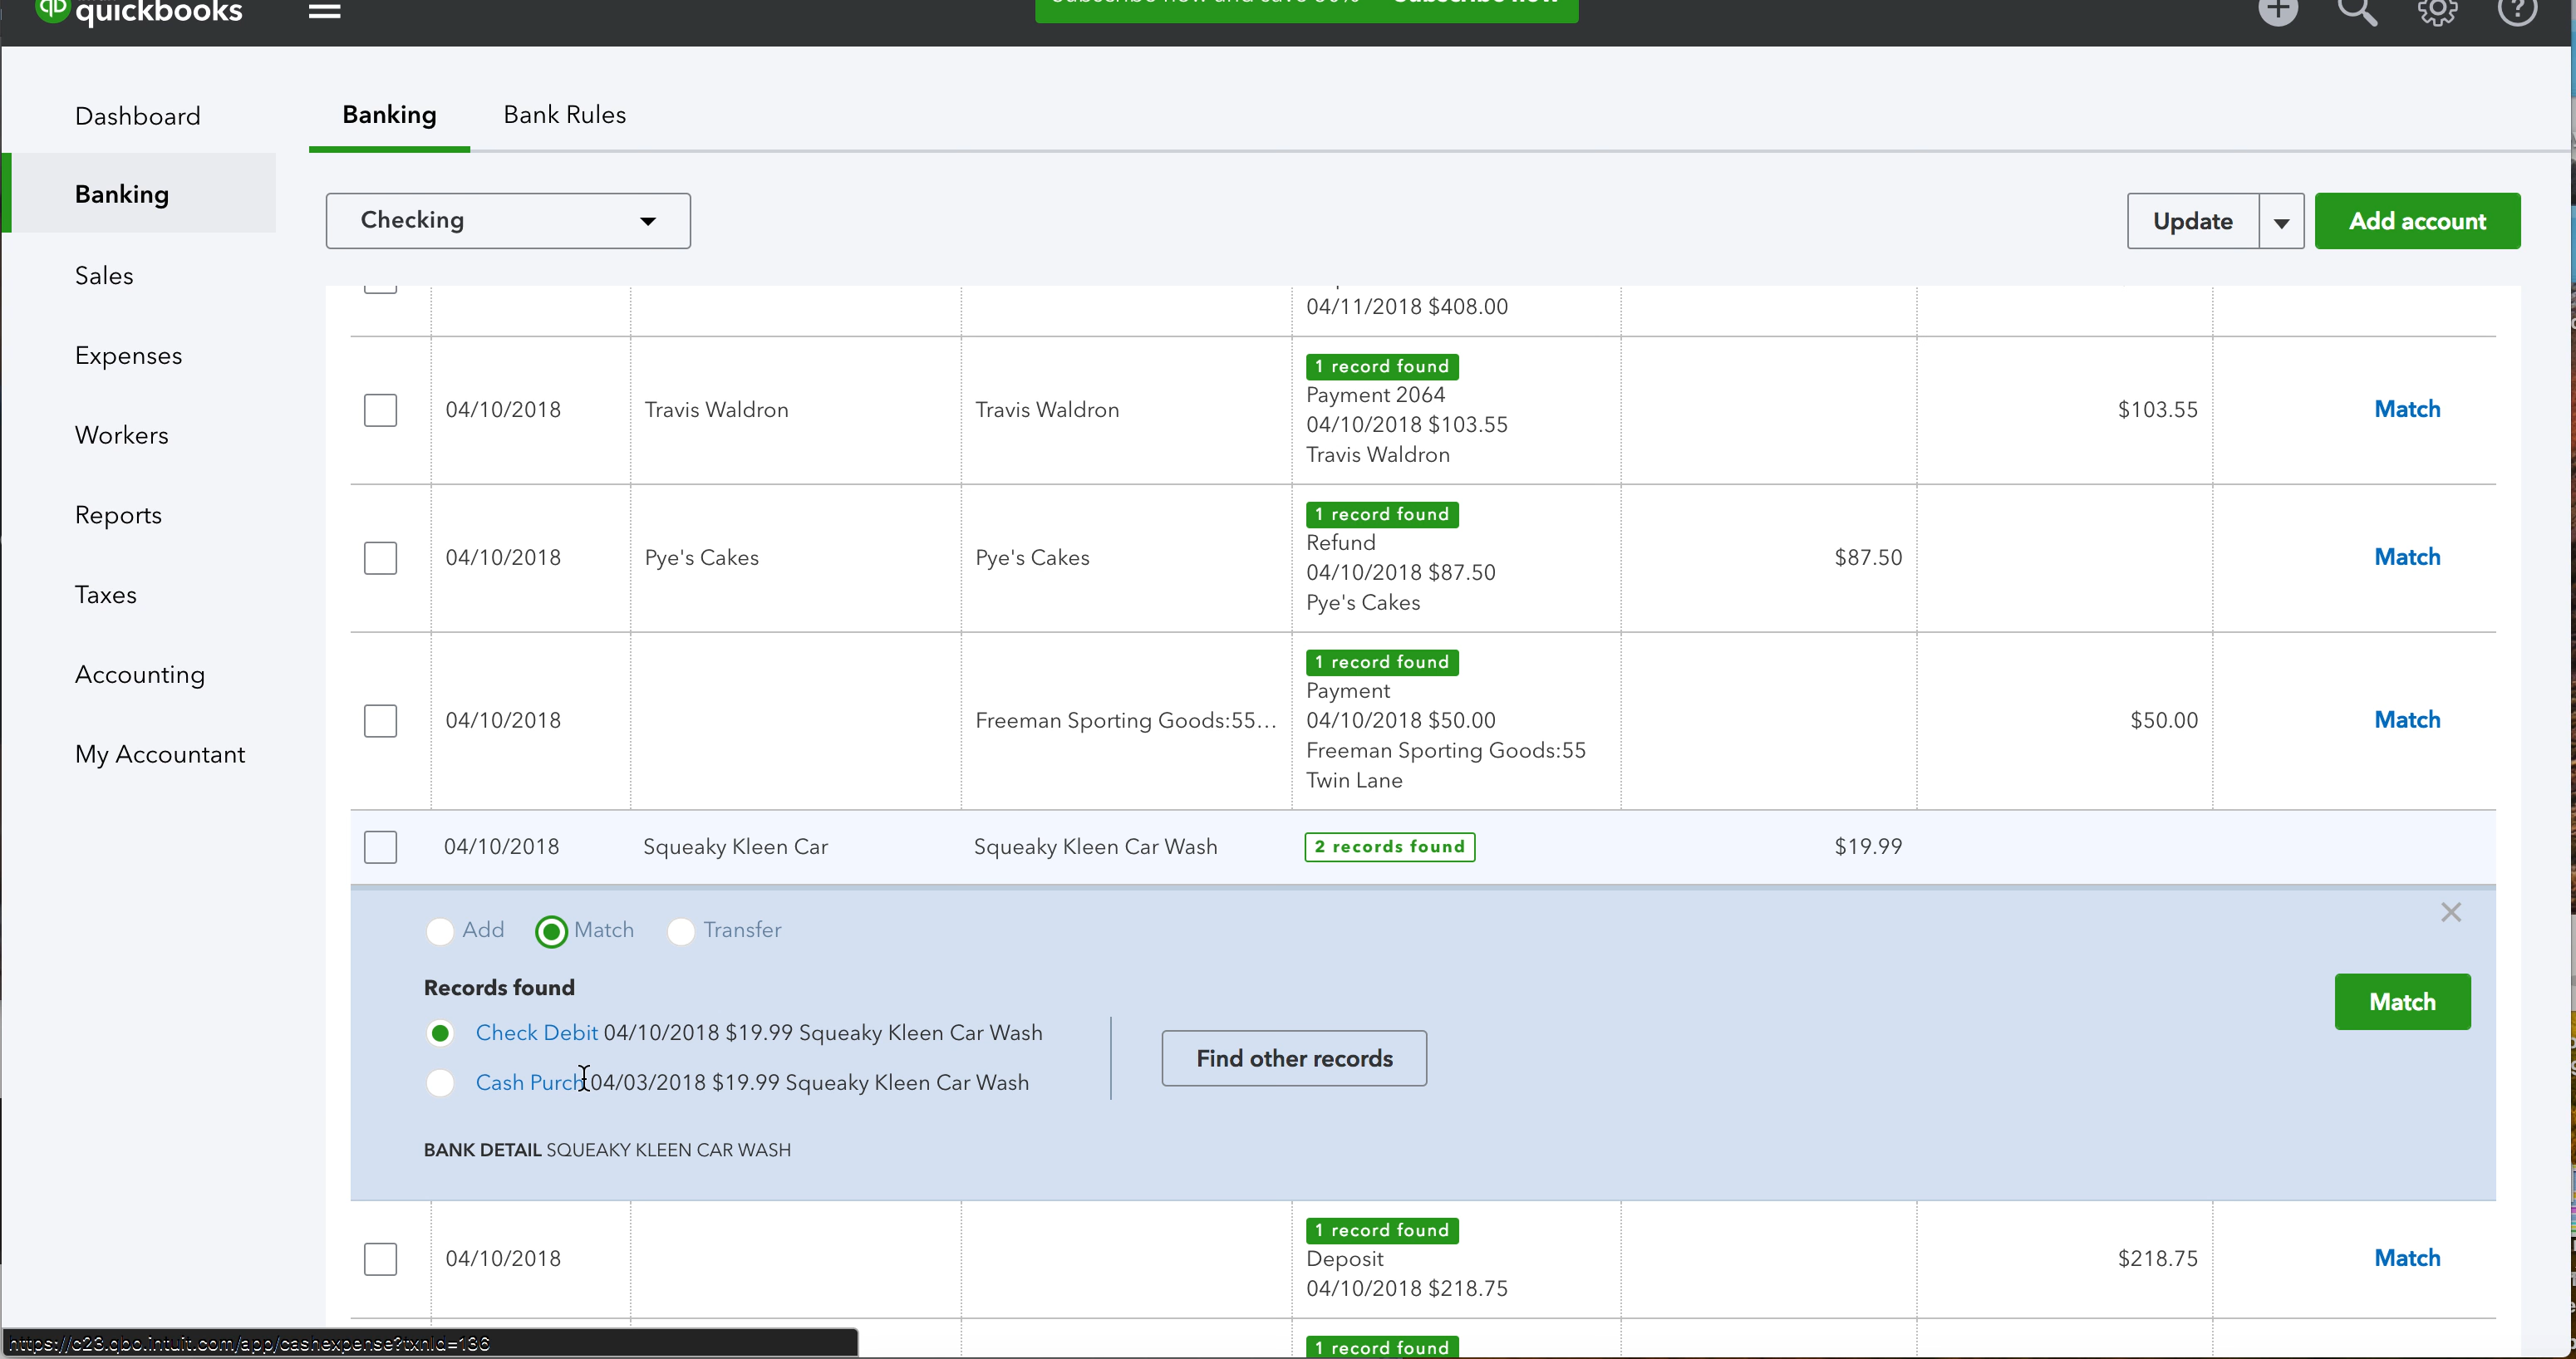 quickbooks
Subscribe now
Dashboard
Banking
Sales
Expenses
Workers
Reports
Taxes
Accounting
My Accountant
Banking Bank Rules
Checking
Update
Add account
04/11/2018 $408.00
04/10/2018 Travis Waldron Travis Waldron
1 record found
Payment 2064
04/10/2018 $103.55
Travis Waldron
$103.55 Match
04/10/2018 Pye's Cakes Pye's Cakes
1 record found
Refund
04/10/2018 $87.50
Pye's Cakes
$87.50 Match
04/10/2018 Freeman Sporting Goods:55...
1 record found
Payment
04/10/2018 $50.00
Freeman Sporting Goods:55
Twin Lane
$50.00 Match
04/10/2018 Squeaky Kleen Car Squeaky Kleen Car Wash 2 records found $19.99
Add Match Transfer
Records found
Check Debit 04/10/2018 $19.99 Squeaky Kleen Car Wash
Cash Purch 04/03/2018 $19.99 Squeaky Kleen Car Wash
Find other records
Match
BANK DETAIL SQUEAKY KLEEN CAR WASH
04/10/2018
1 record found
Deposit
04/10/2018 $218.75
$218.75 Match
1 record found
https://c23.qbo.intuit.com/app/cashexpense?txnId=136